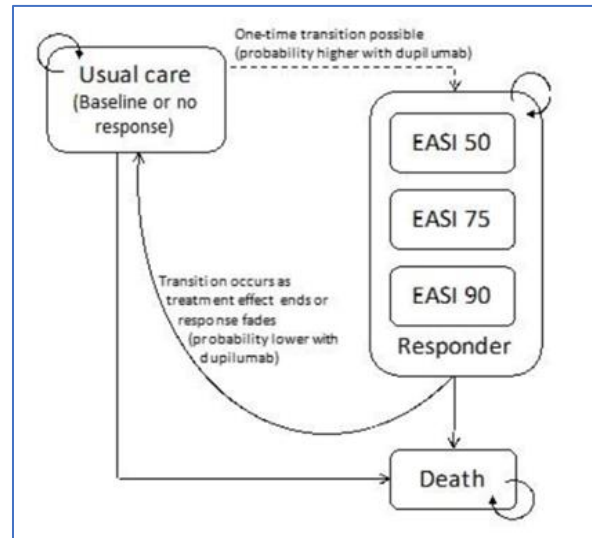 One-time transition possible
(probability higher with dupilumab)
Usual care
(Baseline or no
response)
EASI 50
EASI 75
EASI 90
Responder
Transition occurs as
treatment effect ends or
response fades
(probability lower with
dupilumab)
Death